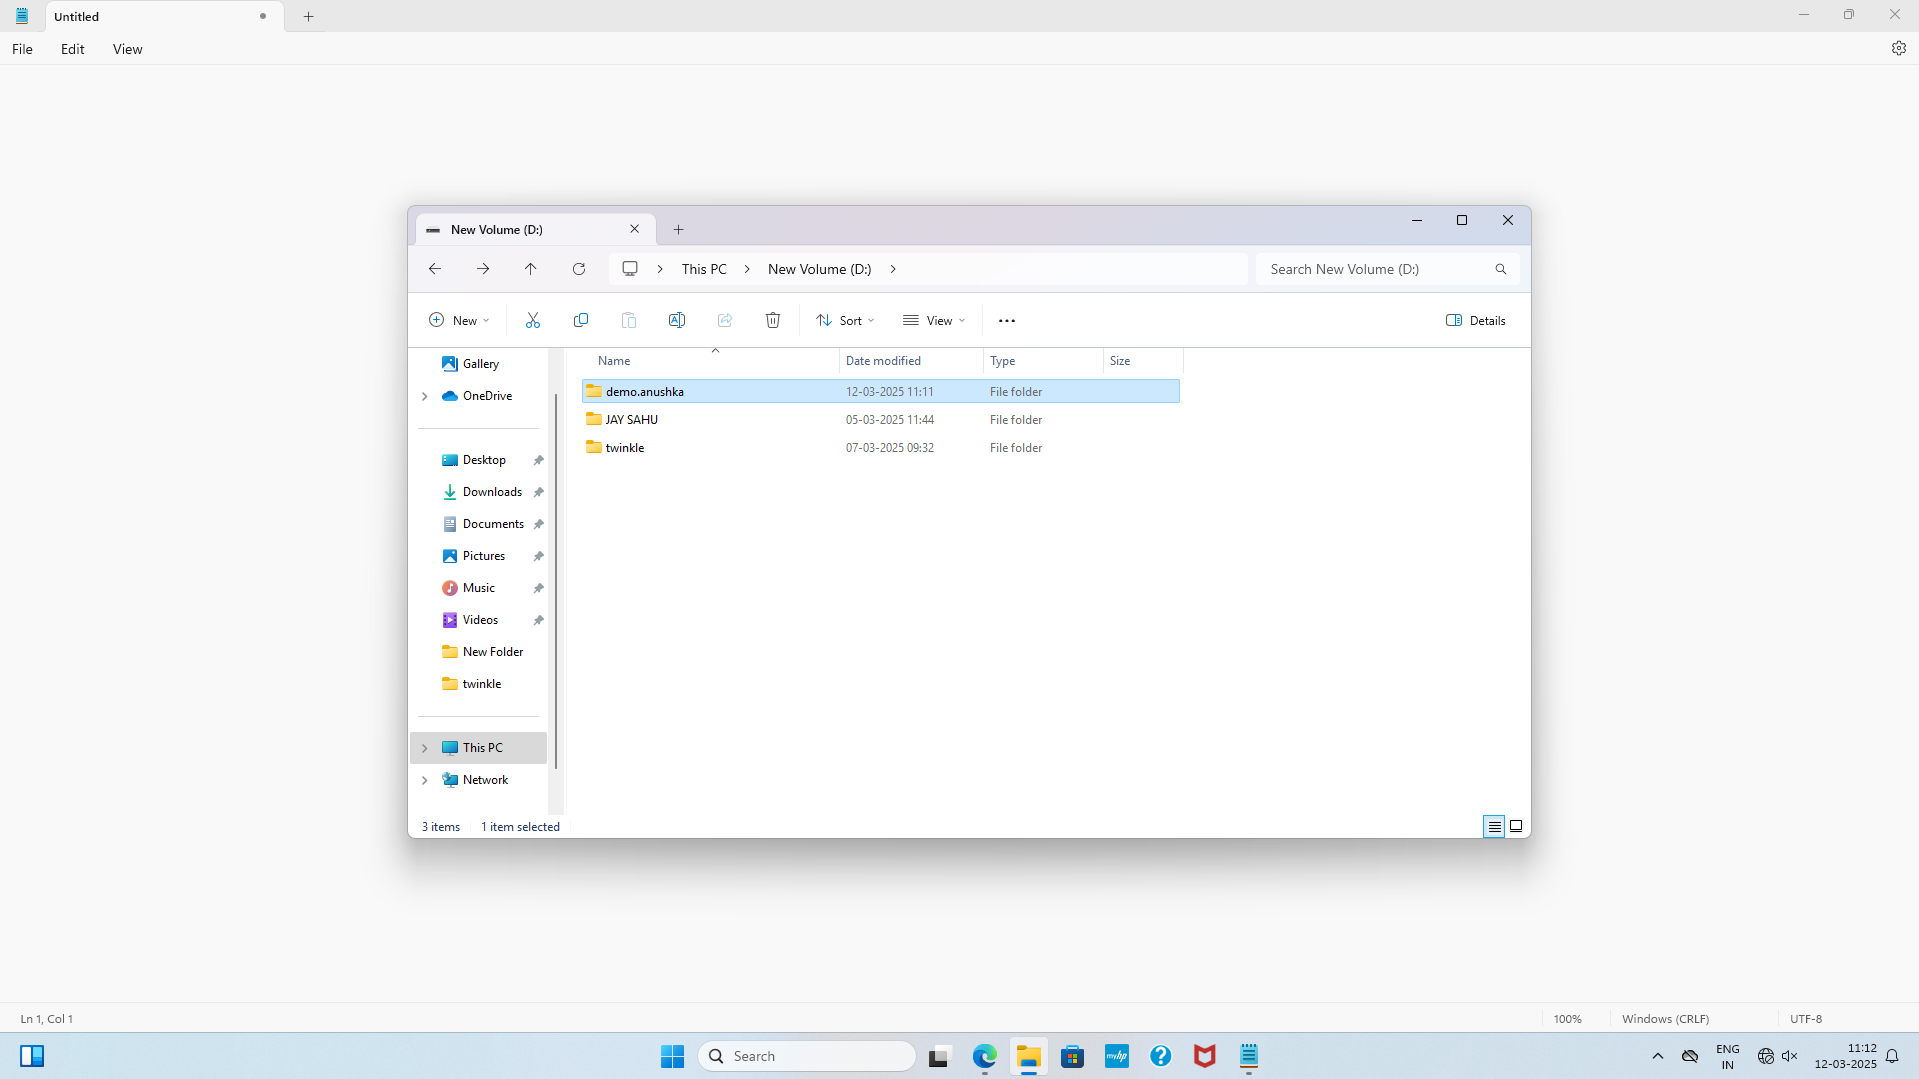 Untitled
File Edit View
New Volume (D:)
This PC New Volume (D:) Search New Volume (D:)
New Sort View Details
Name Date modified Type Size
Gallery
OneDrive
demo.anushka 12-03-2025 11:11 File folder
JAY SAHU 05-03-2025 11:44 File folder
twinkle 07-03-2025 09:32 File folder
Desktop
Downloads
Documents
Pictures
Music
Videos
New Folder
twinkle
This PC
Network
3 items 1 item selected
Ln 1, Col 1 100% Windows (CRLF) UTF-8
Search myhp ENG IN 11:12 12-03-2025